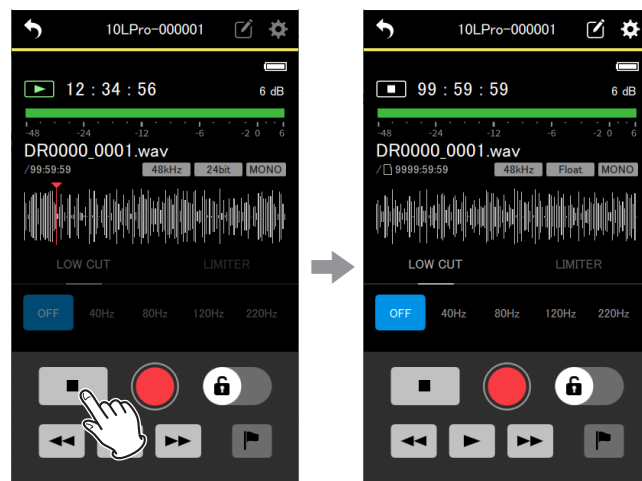 10LPro-000001
12 : 34 : 56
6 dB
-48 -24 -12 -6 -2 0 6
DR0000_0001.wav
/99:59:59 48kHz 24bit MONO
LOW CUT LIMITER
OFF 40Hz 80Hz 120Hz 220Hz
10LPro-000001
99 : 59 : 59
6 dB
-48 -24 -12 -6 -2 0 6
DR0000_0001.wav
/ 9999:59:59 48kHz Float MONO
LOW CUT LIMITER
OFF 40Hz 80Hz 120Hz 220Hz